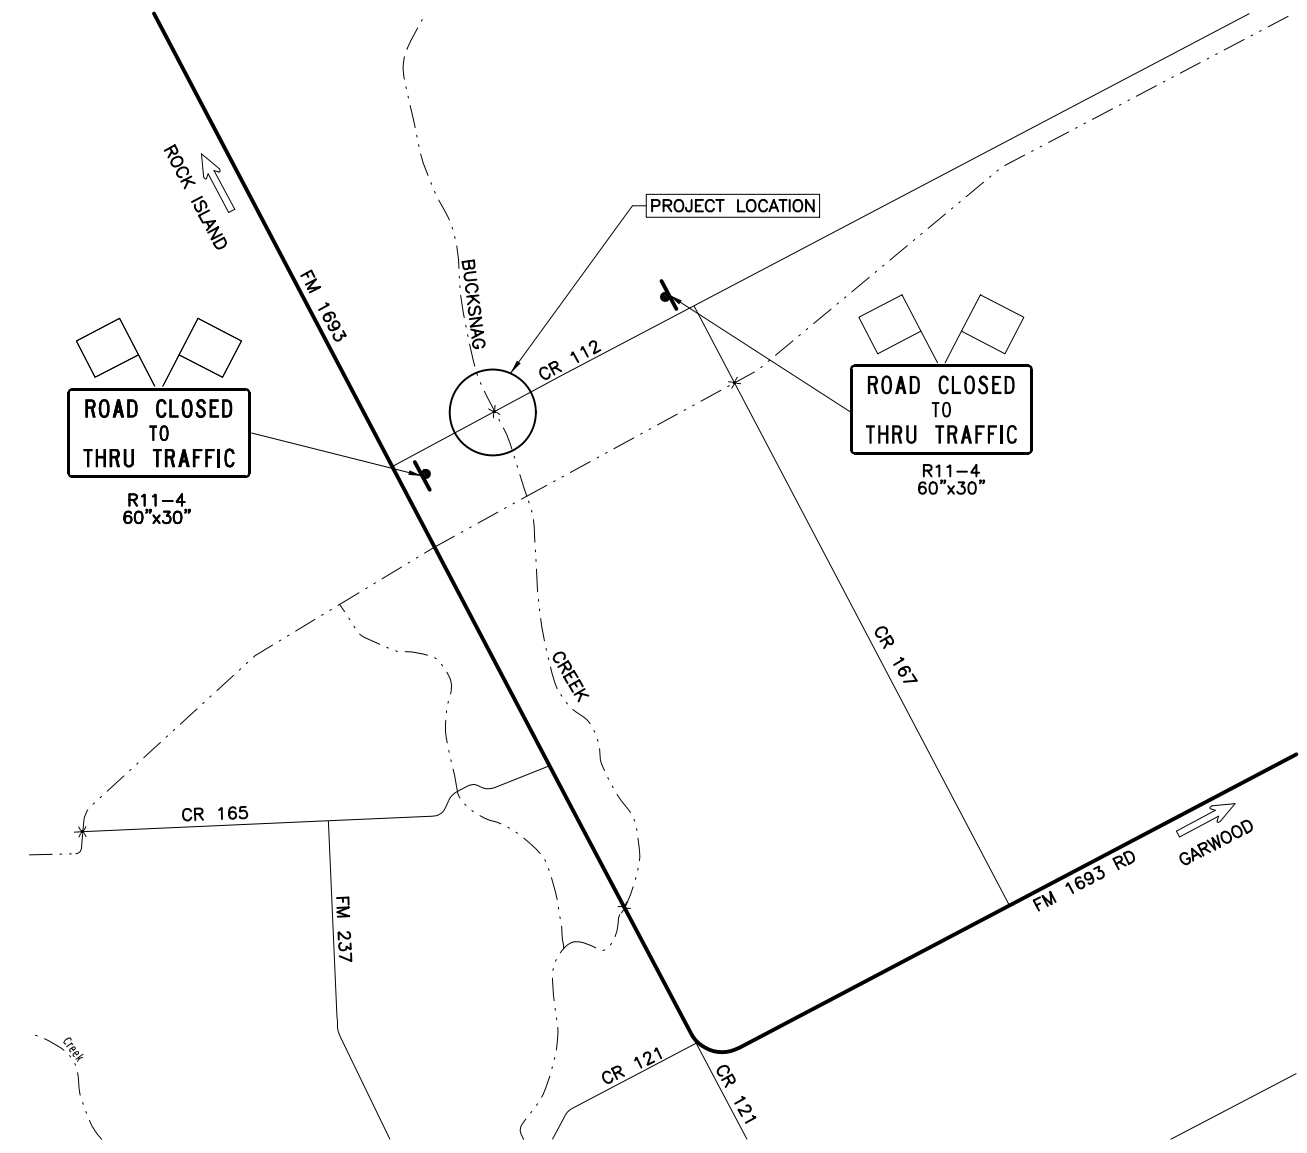 ROCK ISLAND
FM 1693
BUCKSNAG
PROJECT LOCATION
CR 112
ROAD CLOSED
TO
THRU TRAFFIC
R11-4
60"x30"
ROAD CLOSED
TO
THRU TRAFFIC
R11-4
60"x30"
CR 167
CREEK
CR 165
FM 237
GARWOOD
FM 1693 RD
Creek
CR 121
CR 121